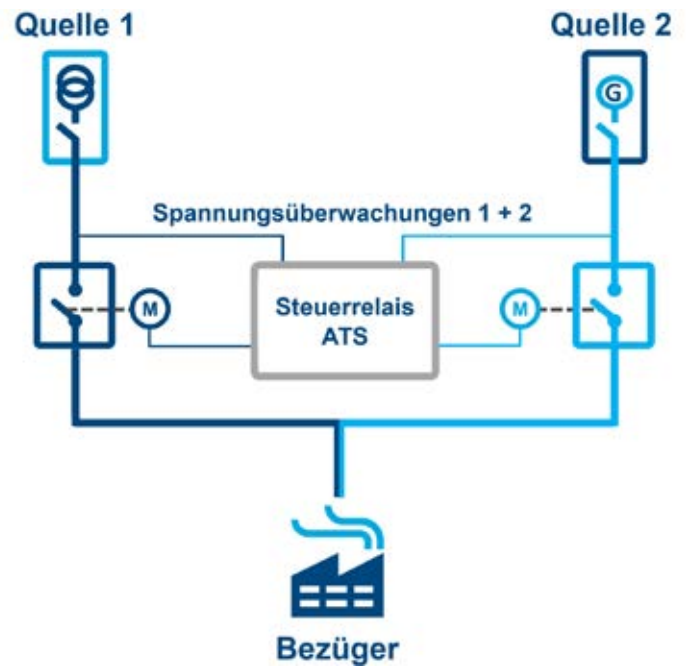 Quelle 1
Quelle 2
G
Spannungsüberwachungen 1 + 2
M
Steuerrelais
ATS
M
Bezüger